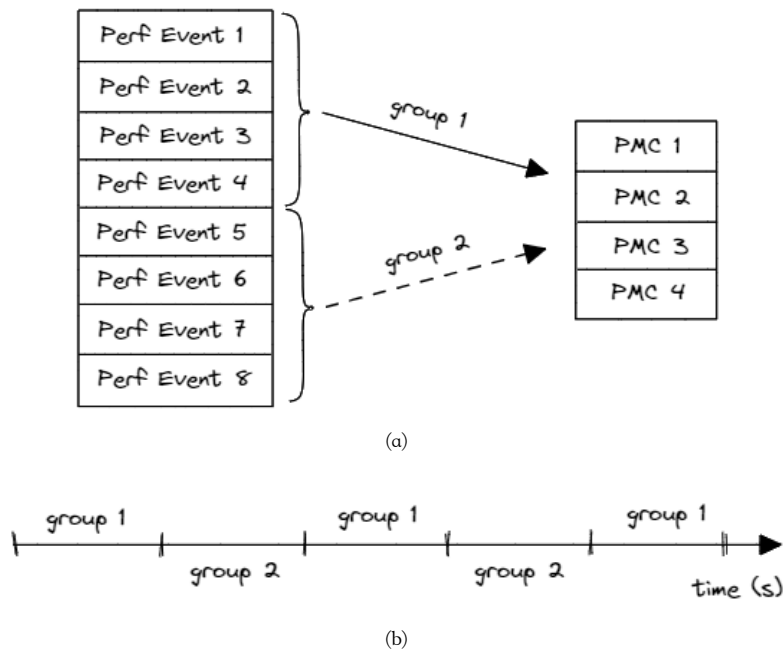 Perf Event 1
Perf Event 2
Perf Event 3
Perf Event 4
Perf Event 5
Perf Event 6
Perf Event 7
Perf Event 8
group 1
group 2
PMC 1
PMC 2
PMC 3
PMC 4
(a)
group 1
group 2
group 1
group 2
group 1
time (s)
(b)